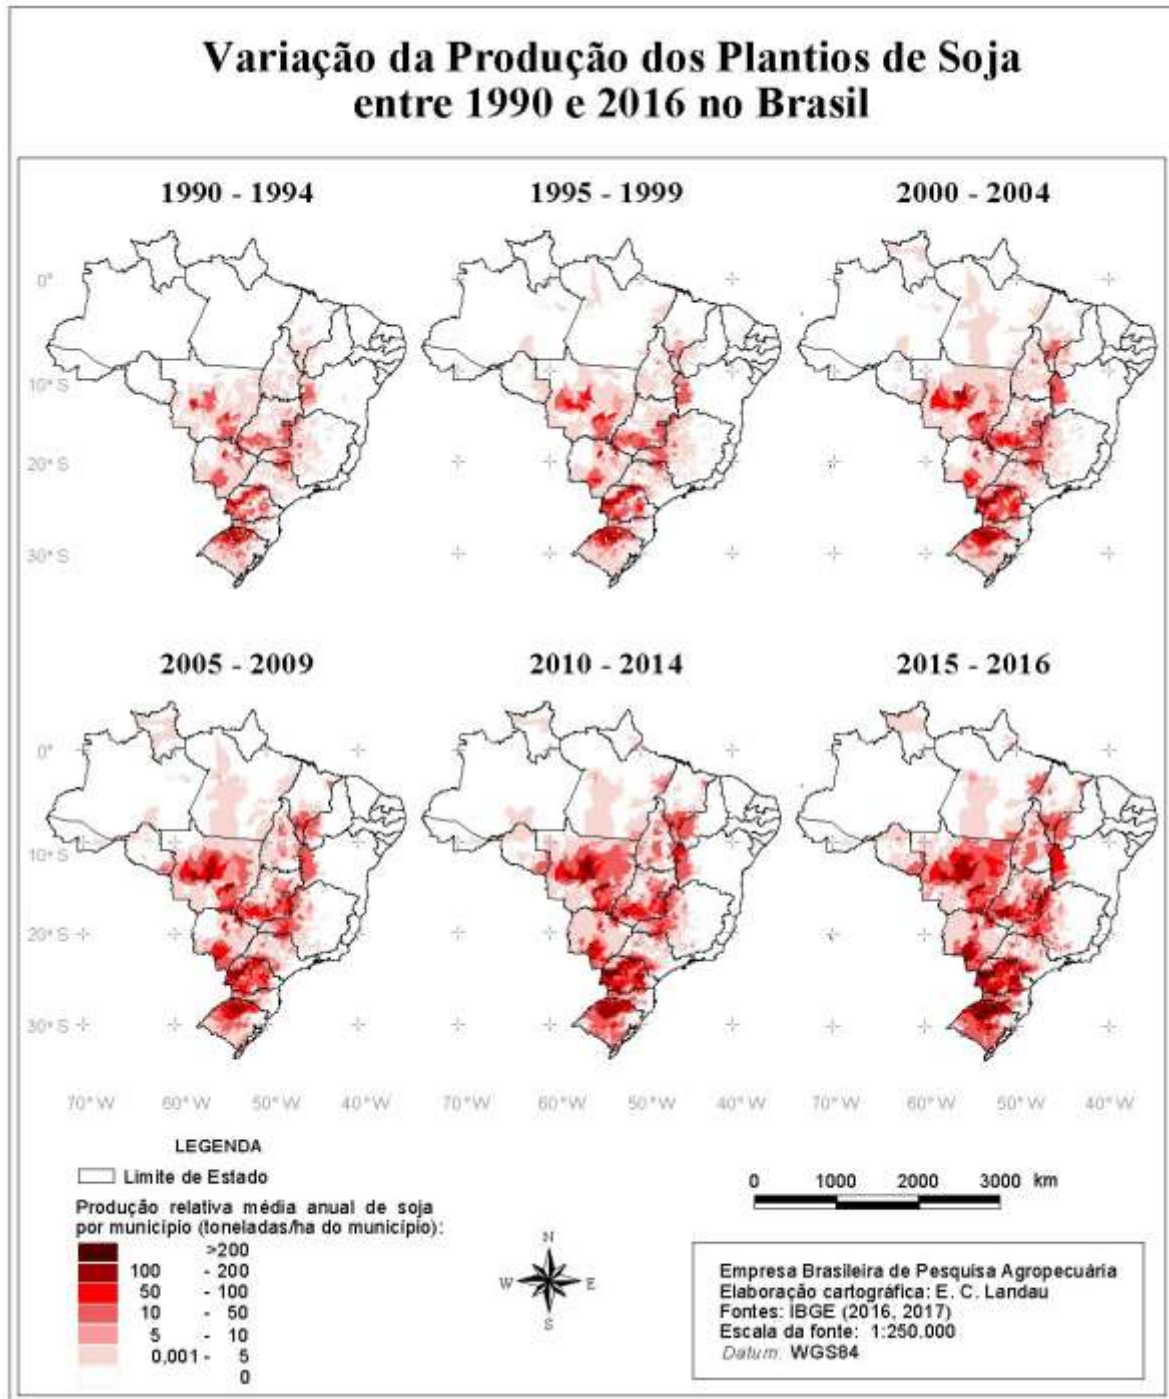 Variação da Produção dos Plantios de Soja
entre 1990 e 2016 no Brasil
1990 - 1994
1995 - 1999
2000 - 2004
0°
10° S
20° S
30° S
2005 - 2009
2010 - 2014
2015 - 2016
0°
10° S
20° S
30° S
70° W 60° W 50° W 40° W
70° W 60° W 50° W 40° W
70° W 60° W 50° W 40° W
LEGENDA
Limite de Estado
Produção relativa média anual de soja
por município (toneladas/ha do município):
>200
100 - 200
50 - 100
10 - 50
5 - 10
0,001 - 5
0
N
W E
S
0 1000 2000 3000 km
Empresa Brasileira de Pesquisa Agropecuária
Elaboração cartográfica: E. C. Landau
Fontes: IBGE (2016, 2017)
Escala da fonte: 1:250.000
Datum: WGS84